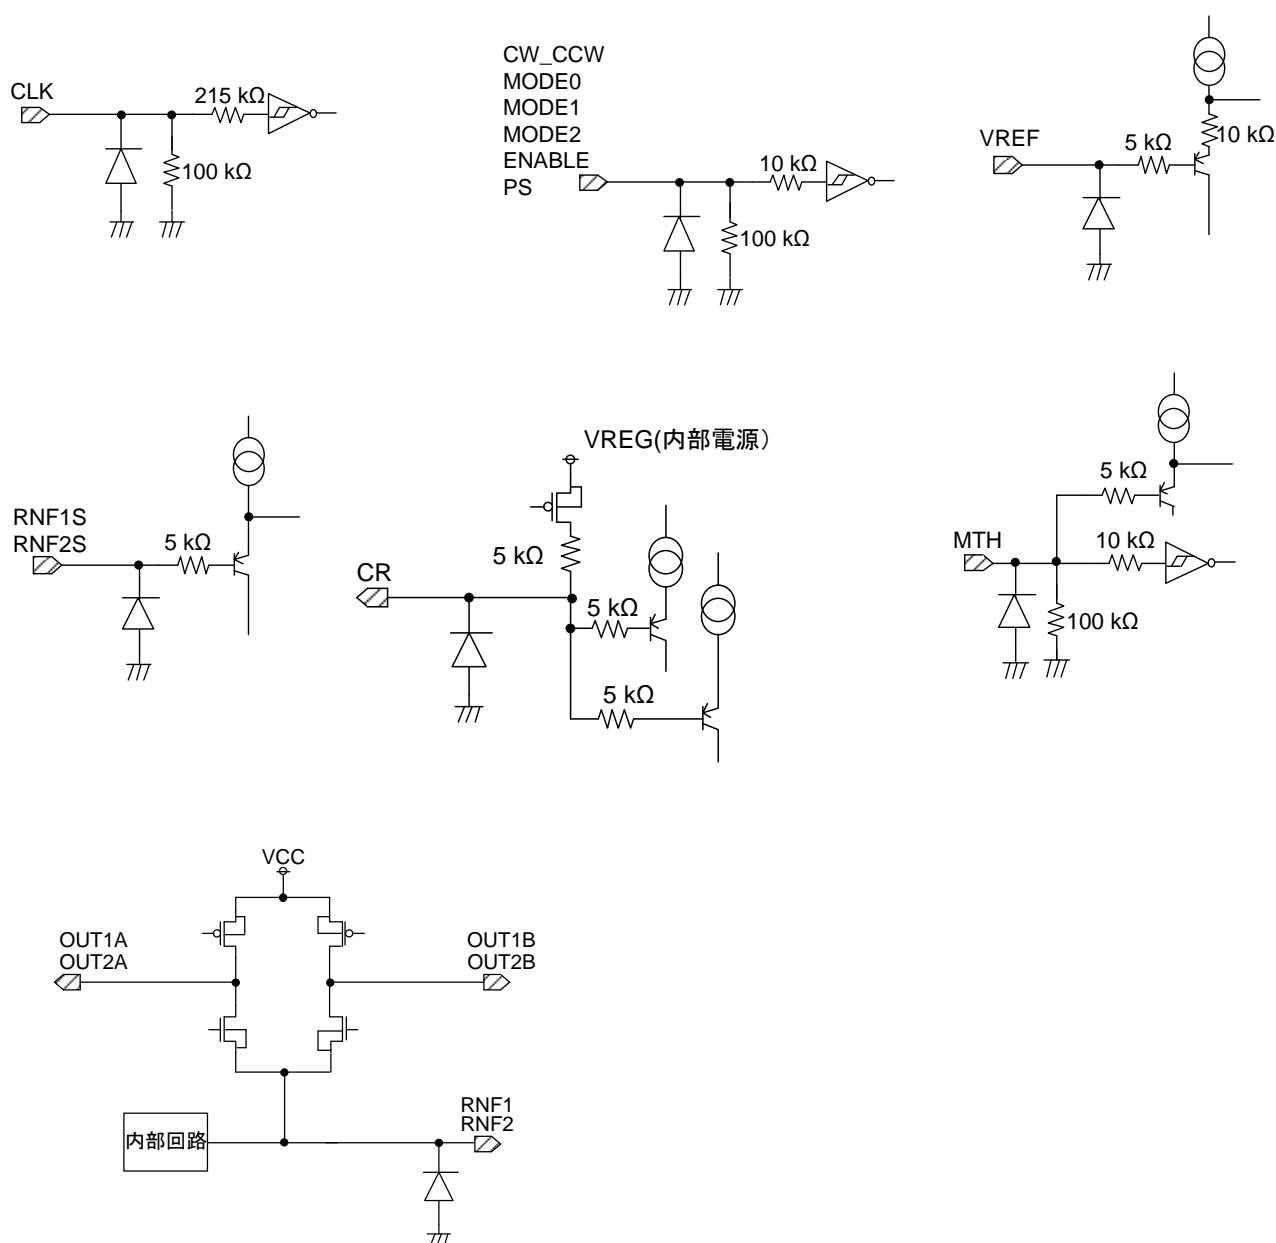 CLK
215 kΩ
100 kΩ
CW_CCW
MODE0
MODE1
MODE2
ENABLE
PS
10 kΩ
100 kΩ
VREF
5 kΩ
10 kΩ
RNF1S
RNF2S
5 kΩ
VREG(内部電源）
5 kΩ
CR
5 kΩ
5 kΩ
MTH
5 kΩ
10 kΩ
100 kΩ
VCC
OUT1A
OUT2A
OUT1B
OUT2B
内部回路
RNF1
RNF2